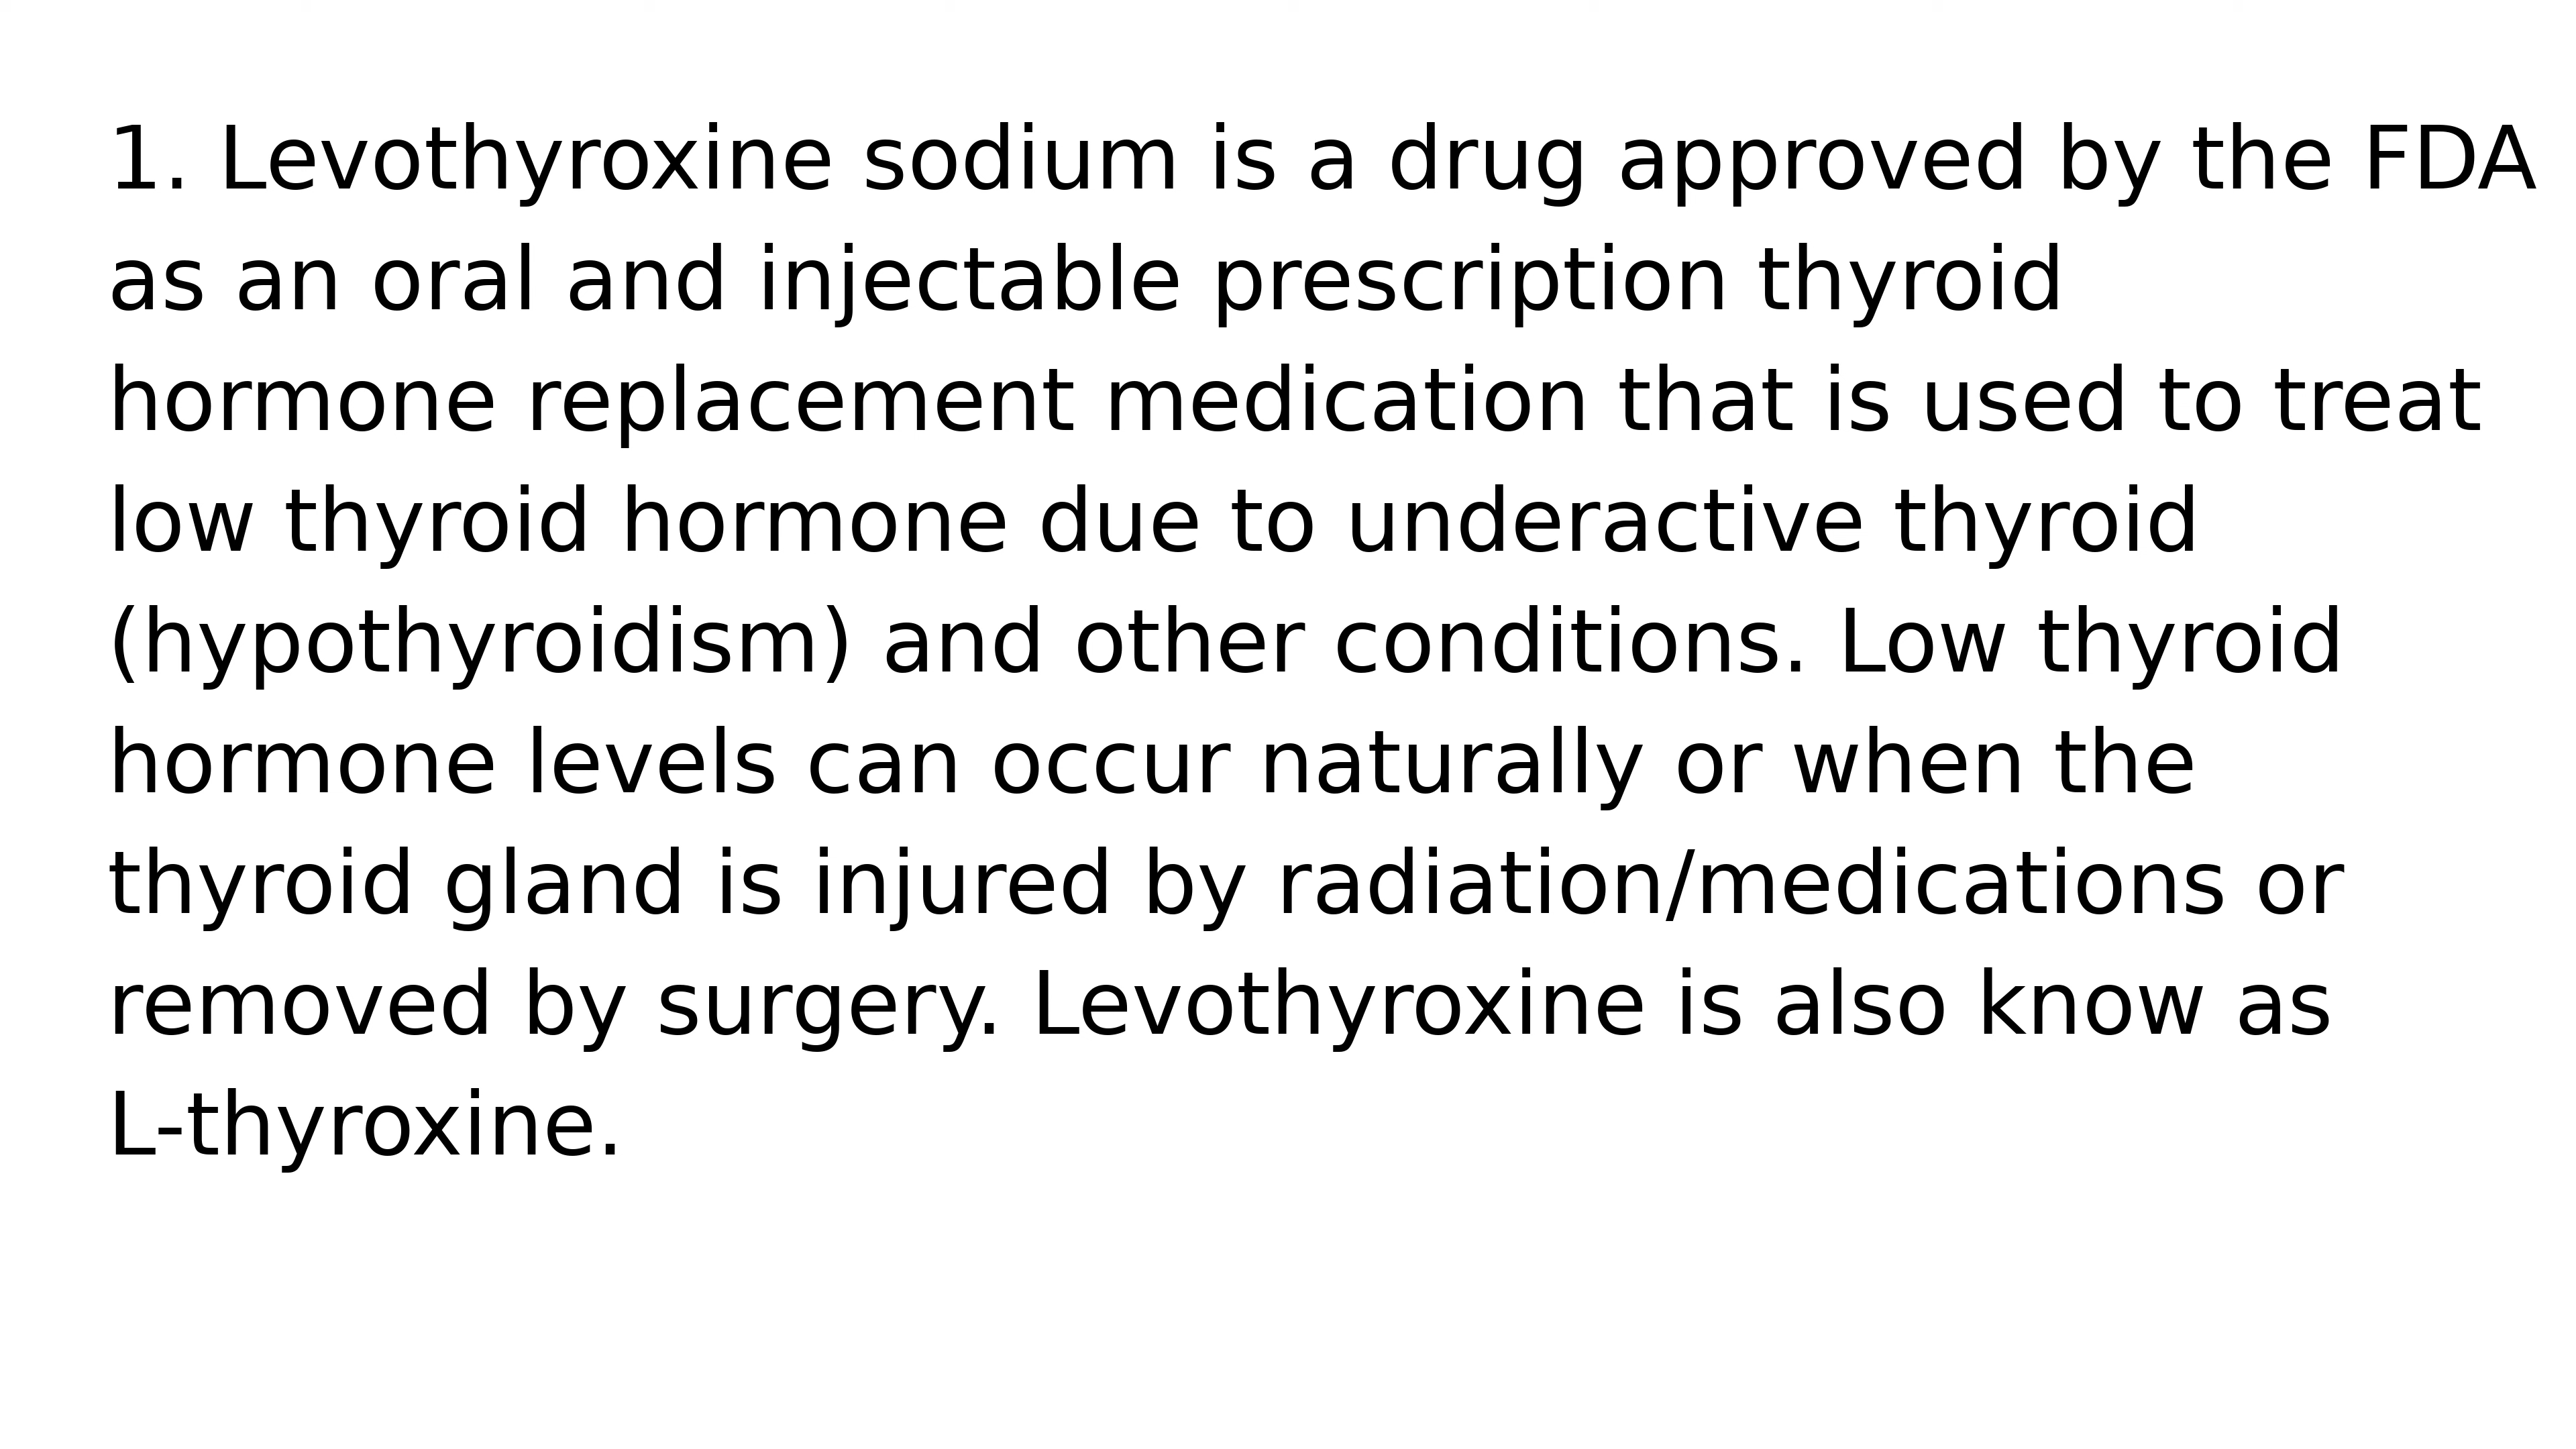 1. Levothyroxine sodium is a drug approved by the FDA
as an oral and injectable prescription thyroid
hormone replacement medication that is used to treat
low thyroid hormone due to underactive thyroid
(hypothyroidism) and other conditions. Low thyroid
hormone levels can occur naturally or when the
thyroid gland is injured by radiation/medications or
removed by surgery. Levothyroxine is also know as
L-thyroxine.